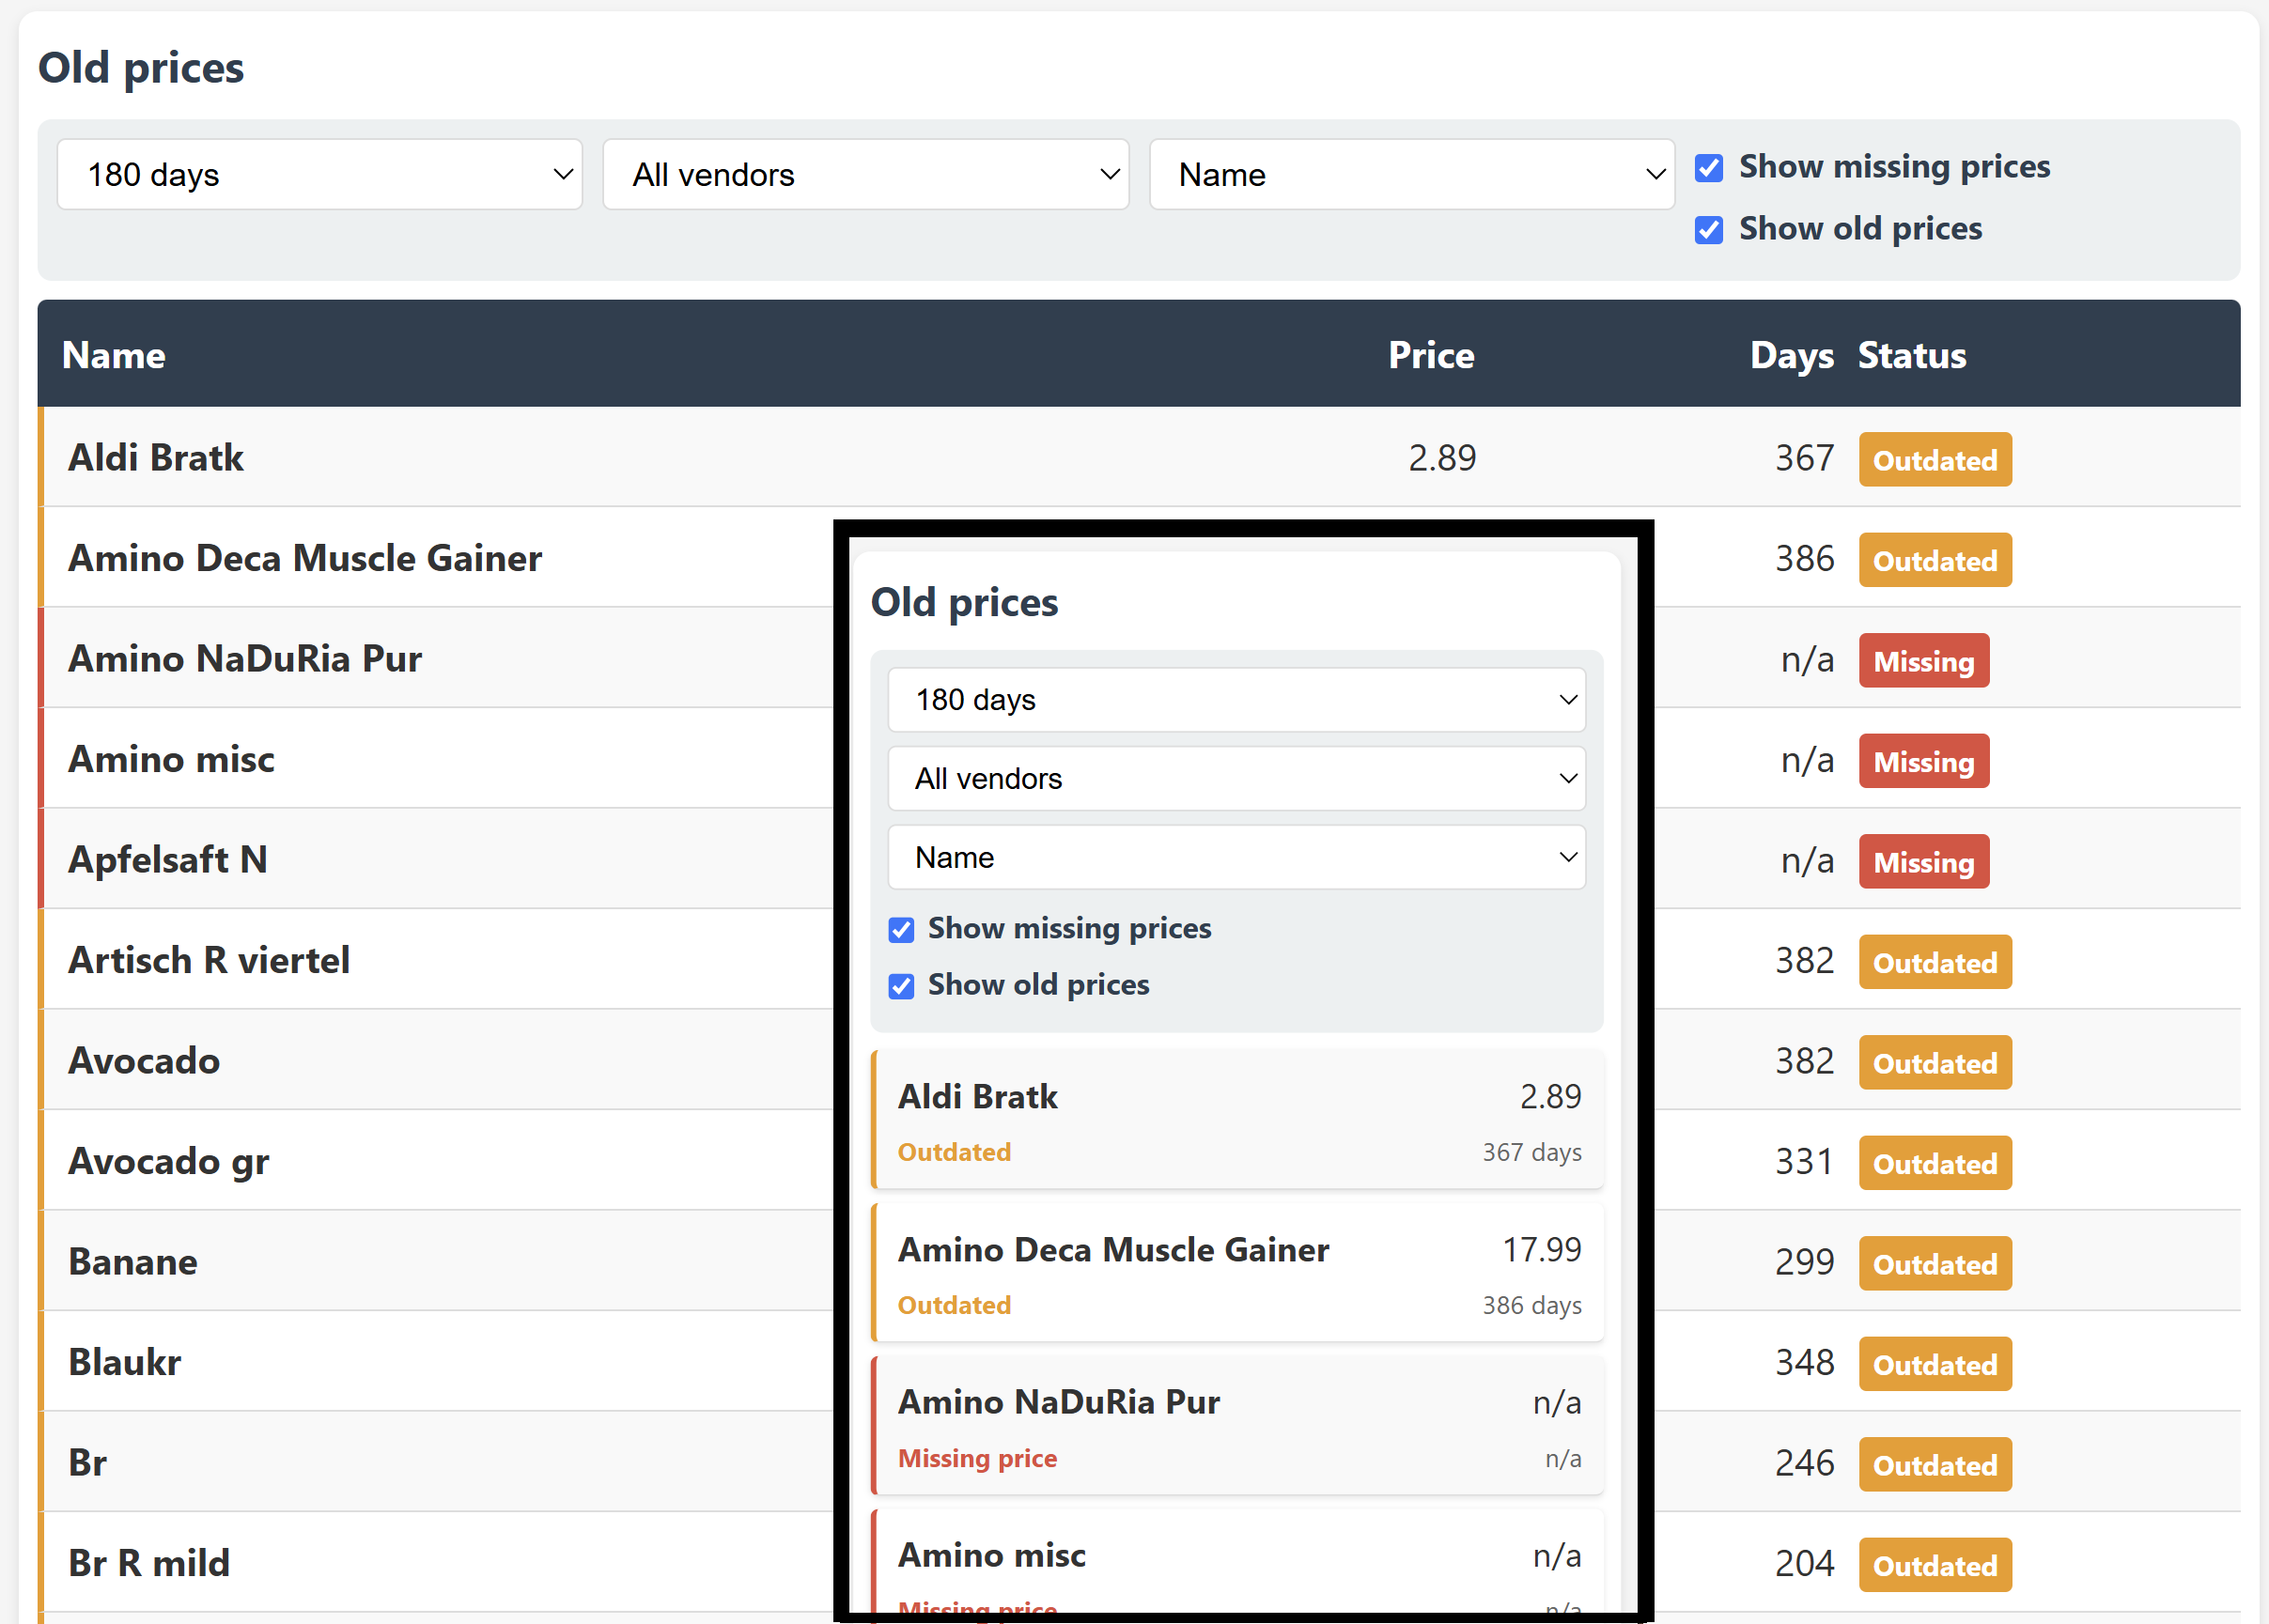 Old prices
180 days
All vendors
Name
Show missing prices
Show old prices
Name Price Days Status
Aldi Bratk 2.89 367 Outdated
Amino Deca Muscle Gainer 386 Outdated
Amino NaDuRia Pur n/a Missing
Amino misc n/a Missing
Apfelsaft N n/a Missing
Artisch R viertel 382 Outdated
Avocado 382 Outdated
Avocado gr 331 Outdated
Banane 299 Outdated
Blaukr 348 Outdated
Br 246 Outdated
Br R mild 204 Outdated
Old prices
180 days
All vendors
Name
Show missing prices
Show old prices
Aldi Bratk 2.89
Outdated 367 days
Amino Deca Muscle Gainer 17.99
Outdated 386 days
Amino NaDuRia Pur n/a
Missing price n/a
Amino misc n/a
Missing price n/a